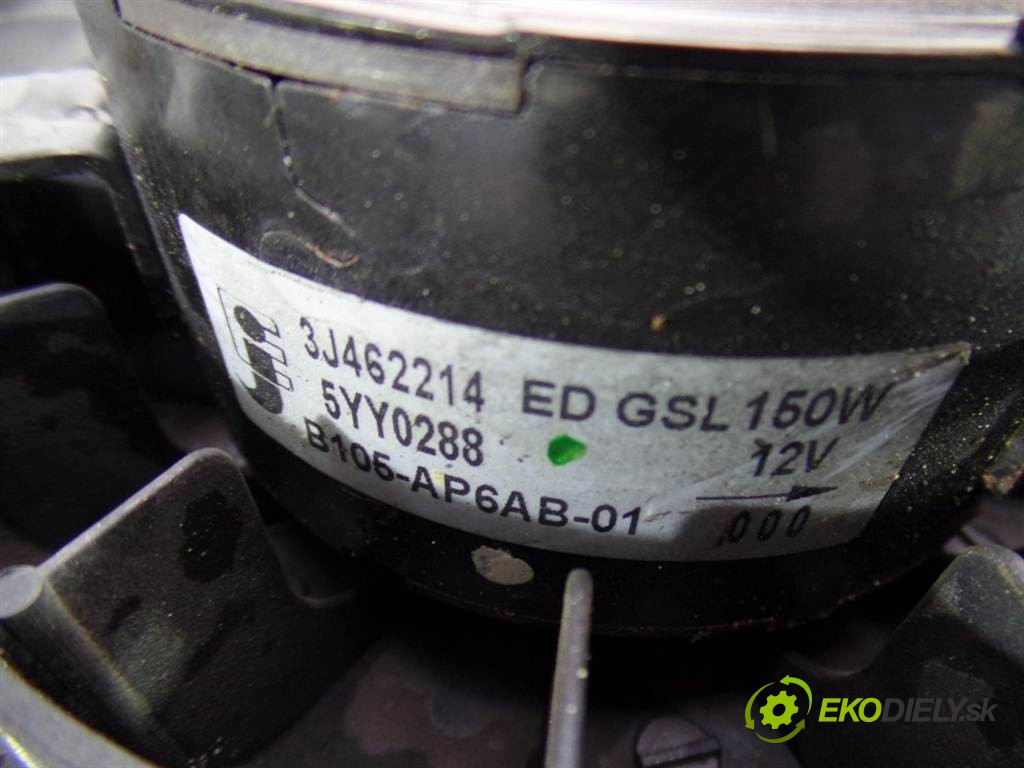 3J462214 ED GSL 150W
5YY0288 12V
B105-AP6AB-01
000
EKODIELY.sk